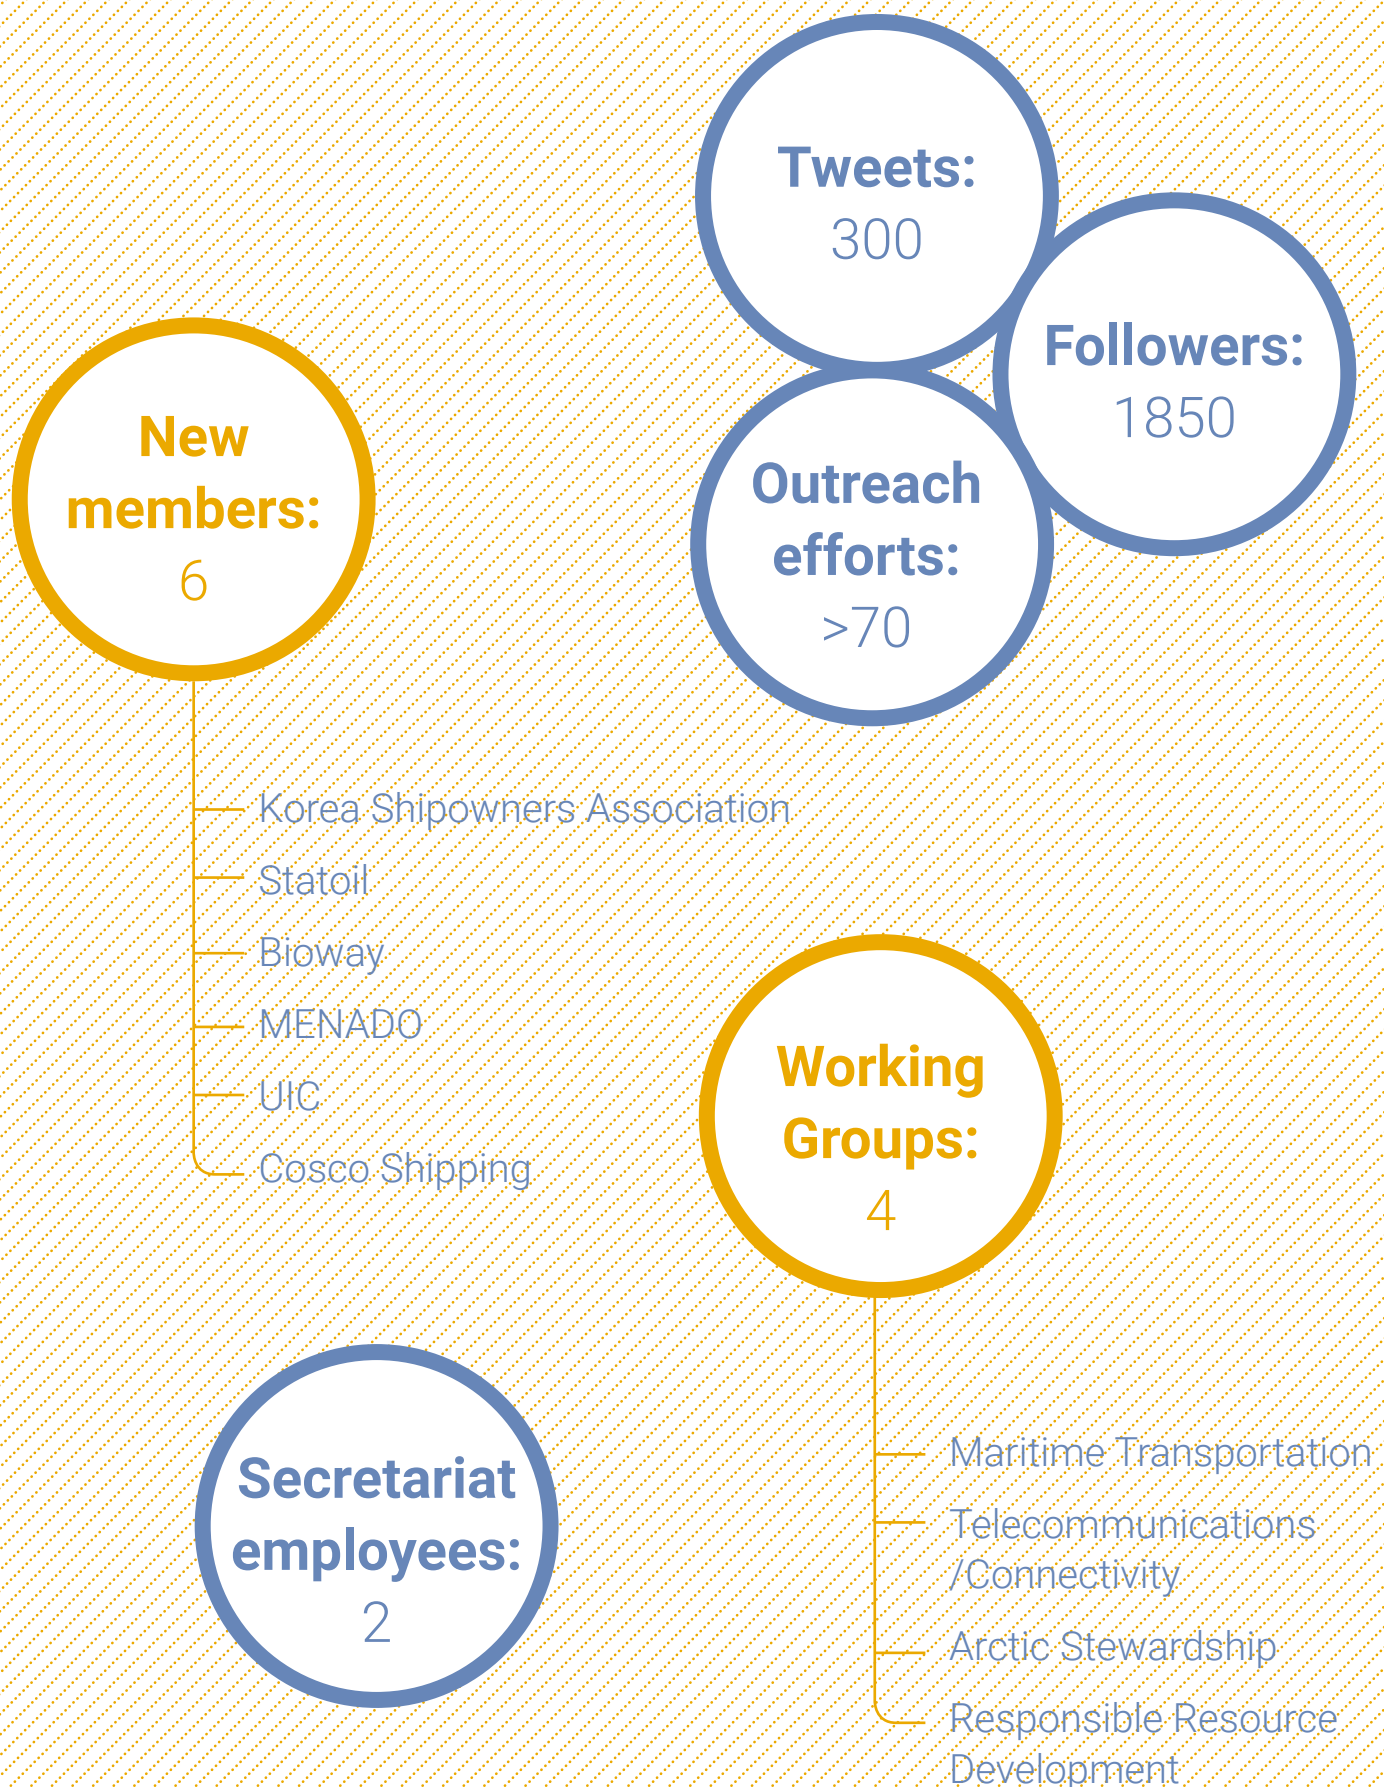 Tweets:
300
Followers:
1850
Outreach
efforts:
>70
New
members:
6
Korea Shipowners Association
Statoil
Bioway
MENADO
UIC
Cosco Shipping
Working
Groups:
4
Maritime Transportation
Telecommunications
/Connectivity
Arctic Stewardship
Responsible Resource
Development
Secretariat
employees:
2